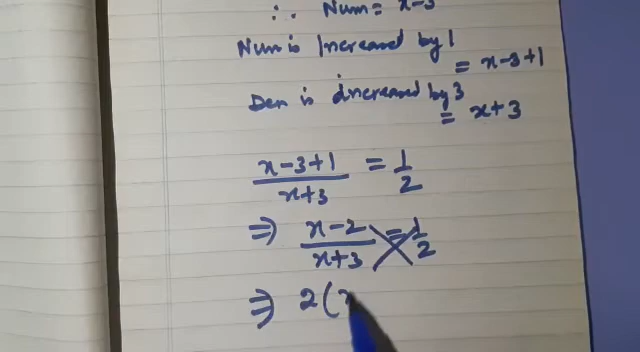 ∴ Num = x-3
Num is Increased by 1
= x-3+1
Den is increased by 3
= x+3
x-3+1/x+3 = 1/2
⇒ x-2/x+3 = 1/2
⇒ 2(x